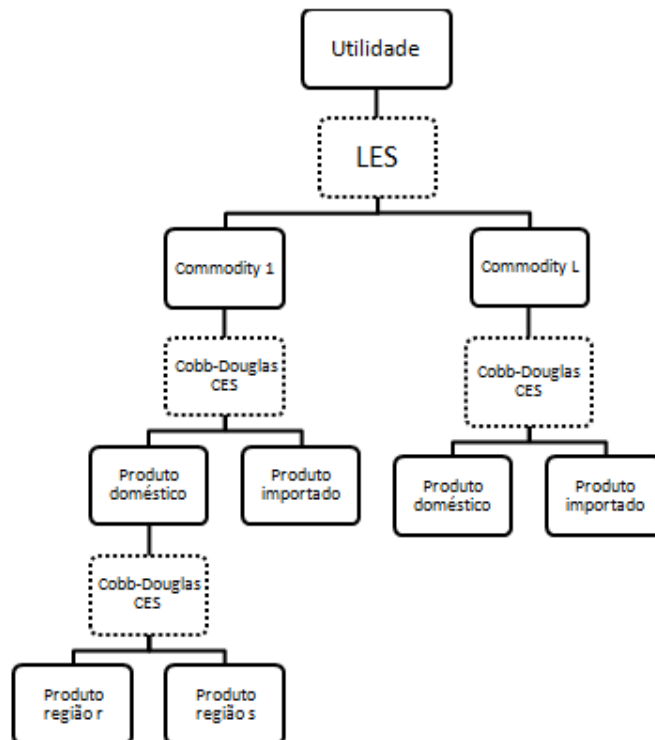 Utilidade
LES
Commodity 1
Commodity L
Cobb-Douglas
CES
Cobb-Douglas
CES
Produto
doméstico
Produto
importado
Produto
doméstico
Produto
importado
Cobb-Douglas
CES
Produto
região r
Produto
região s